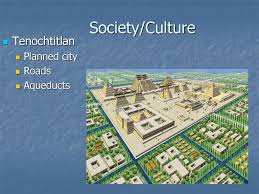 Society/Culture
Tenochtitlan
Planned city
Roads
Aqueducts